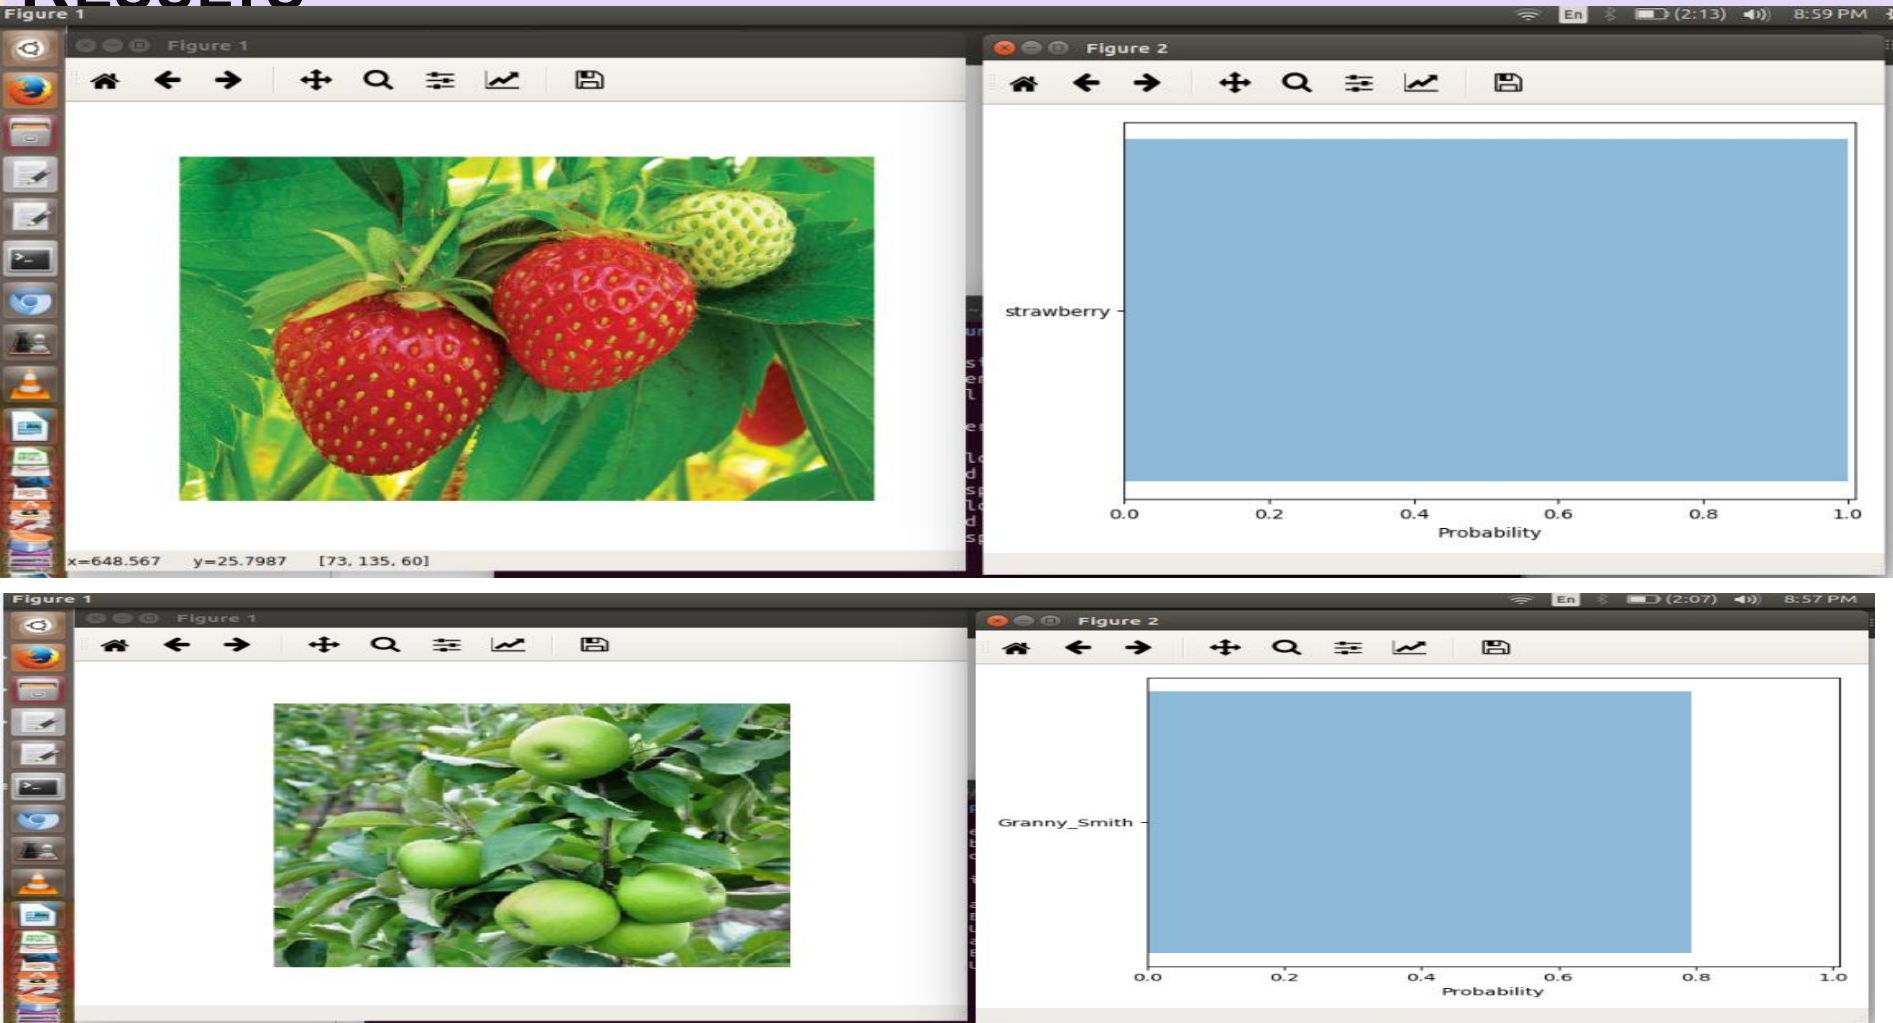 RESULTS
Figure 1
En
(2:13)
8:59 PM
Figure 1
Figure 2
strawberry
0.0 0.2 0.4 0.6 0.8 1.0
Probability
x=648.567 y=25.7987 [73, 135, 60]
Figure 1
En
(2:07)
8:57 PM
Figure 1
Figure 2
Granny_Smith
0.0 0.2 0.4 0.6 0.8 1.0
Probability